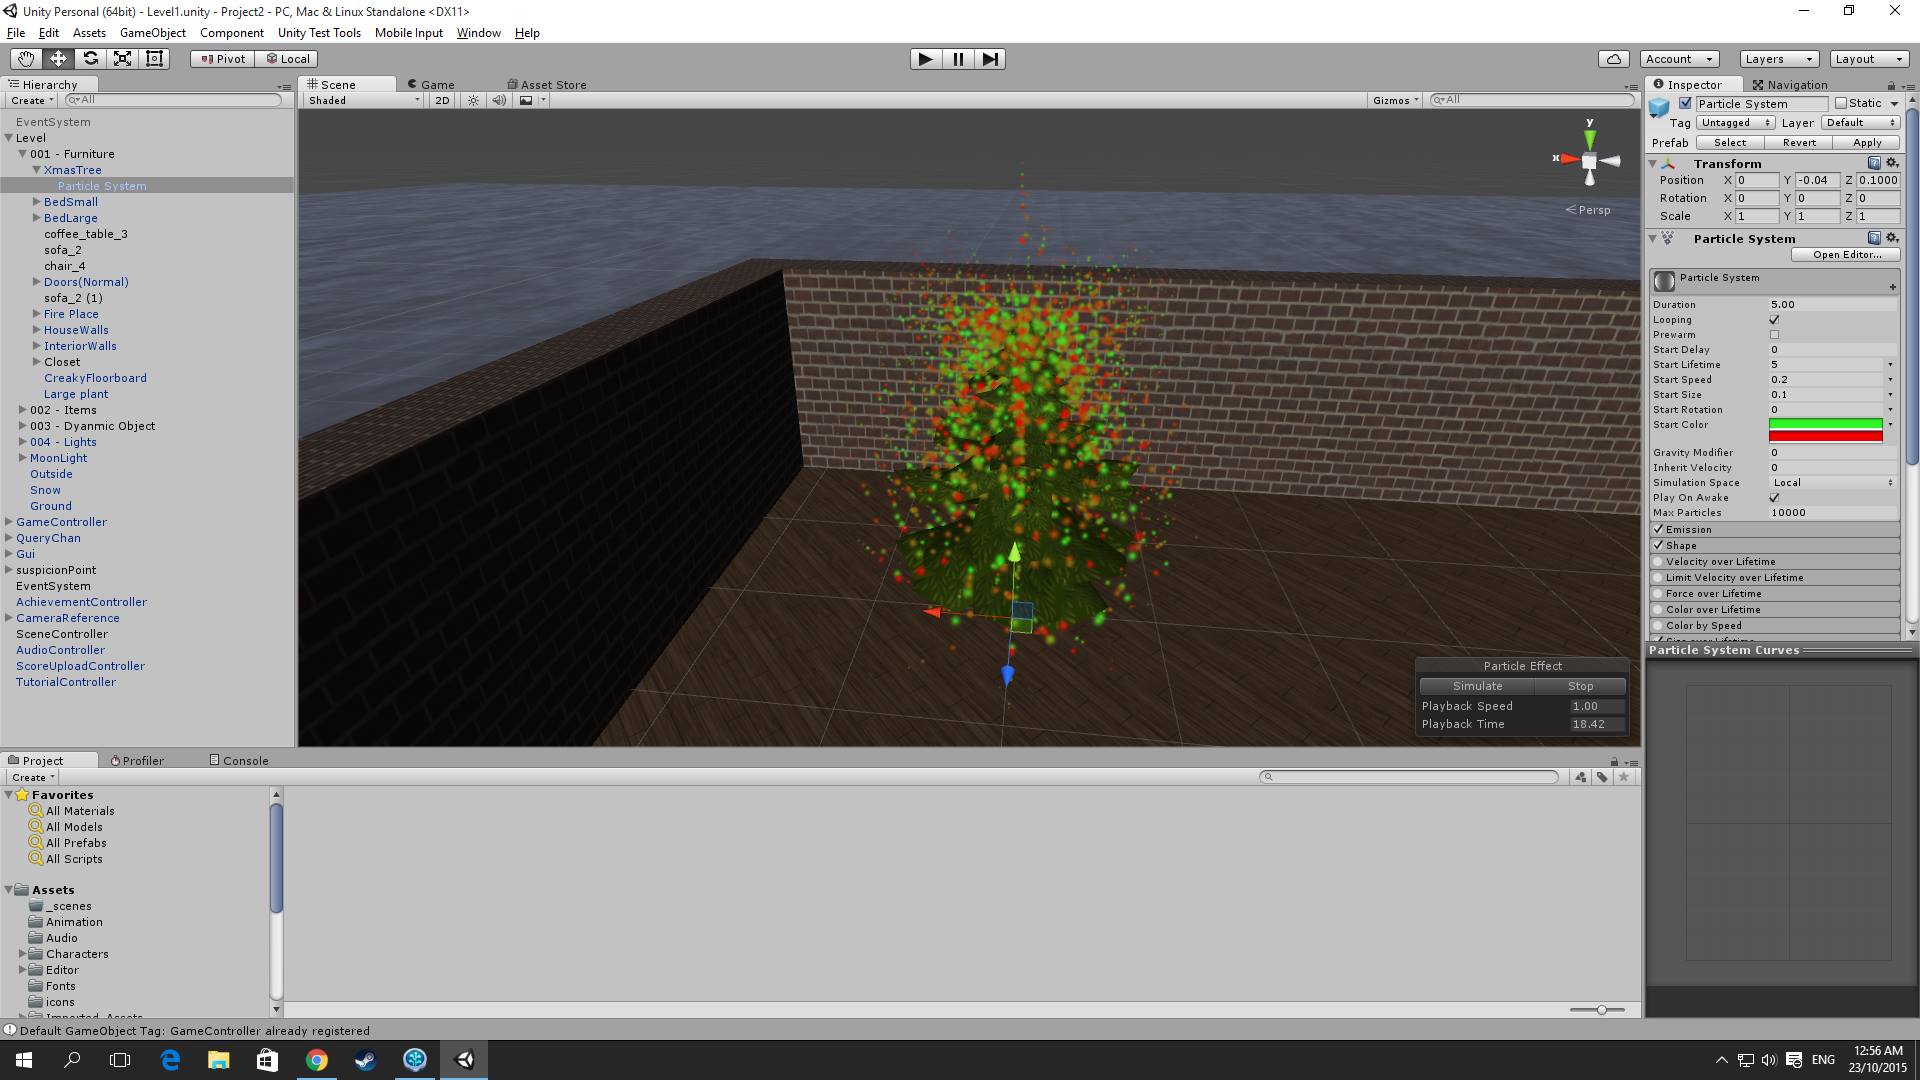 Unity Personal (64bit) - Level1.unity - Project2 - PC, Mac & Linux Standalone <DX11>
File Edit Assets GameObject Component Unity Test Tools Mobile Input Window Help
Pivot Local Account Layers Layout
Hierarchy
Create All
EventSystem
Level
001 - Furniture
XmasTree
Particle System
BedSmall
BedLarge
coffee_table_3
sofa_2
chair_4
Doors(Normal)
sofa_2 (1)
Fire Place
HouseWalls
InteriorWalls
Closet
CreakyFloorboard
Large plant
002 - Items
003 - Dyanmic Object
004 - Lights
MoonLight
Outside
Snow
Ground
GameController
QueryChan
Gui
suspicionPoint
EventSystem
AchievementController
CameraReference
SceneController
AudioController
ScoreUploadController
TutorialController
Scene Game Asset Store
Shaded 2D Gizmos All
y
x
Persp
Particle Effect
Simulate Stop
Playback Speed 1.00
Playback Time 18.42
Inspector Navigation
Particle System Static
Tag Untagged Layer Default
Prefab Select Revert Apply
Transform
Position X 0 Y -0.04 Z 0.1000
Rotation X 0 Y 0 Z 0
Scale X 1 Y 1 Z 1
Particle System
Open Editor...
Particle System
Duration 5.00
Looping
Prewarm
Start Delay 0
Start Lifetime 5
Start Speed 0.2
Start Size 0.1
Start Rotation 0
Start Color
Gravity Modifier 0
Inherit Velocity 0
Simulation Space Local
Play On Awake
Max Particles 10000
Emission
Shape
Velocity over Lifetime
Limit Velocity over Lifetime
Force over Lifetime
Color over Lifetime
Color by Speed
Size over Lifetime
Particle System Curves
Project Profiler Console
Create
Favorites
All Materials
All Models
All Prefabs
All Scripts
Assets
_scenes
Animation
Audio
Characters
Editor
Fonts
icons
Imported_Assets
Default GameObject Tag: GameController already registered
ENG
12:56 AM
23/10/2015